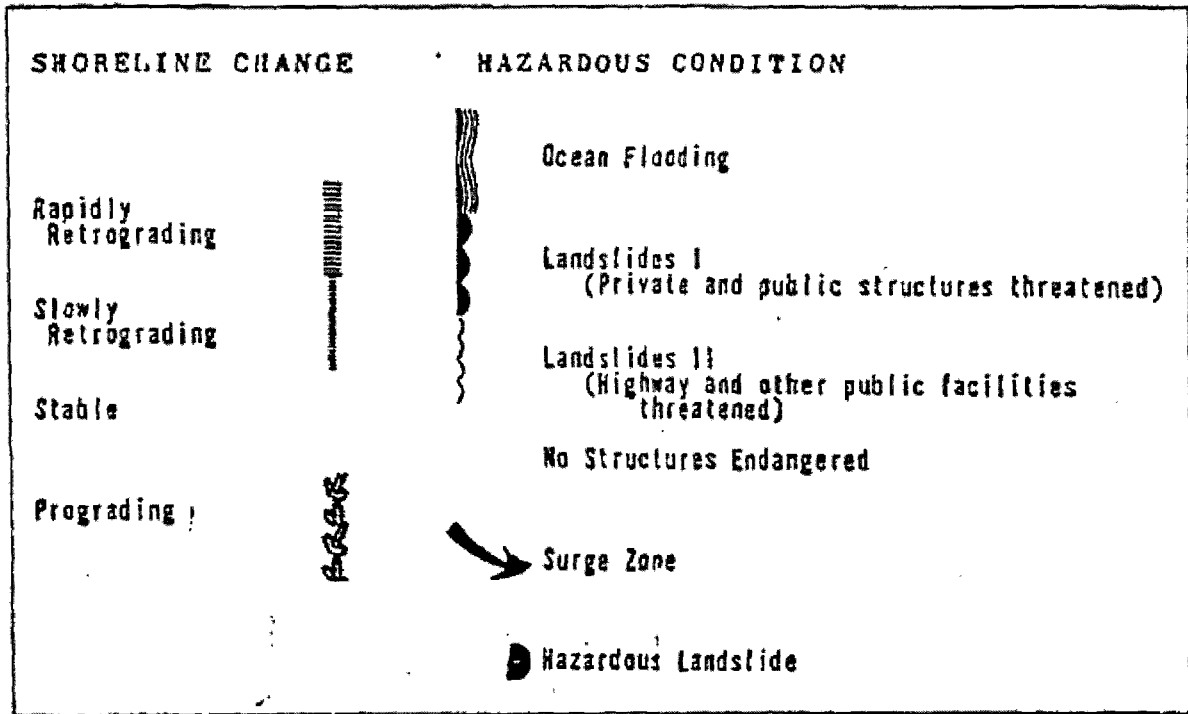 SHORELINE CHANGE
HAZARDOUS CONDITION
Rapidly
Retrograding
Slowly
Retrograding
Stable
Prograding
Ocean Flooding
Landslides I
(Private and public structures threatened)
Landslides II
(Highway and other public facilities
threatened)
No Structures Endangered
Surge Zone
Hazardous Landslide